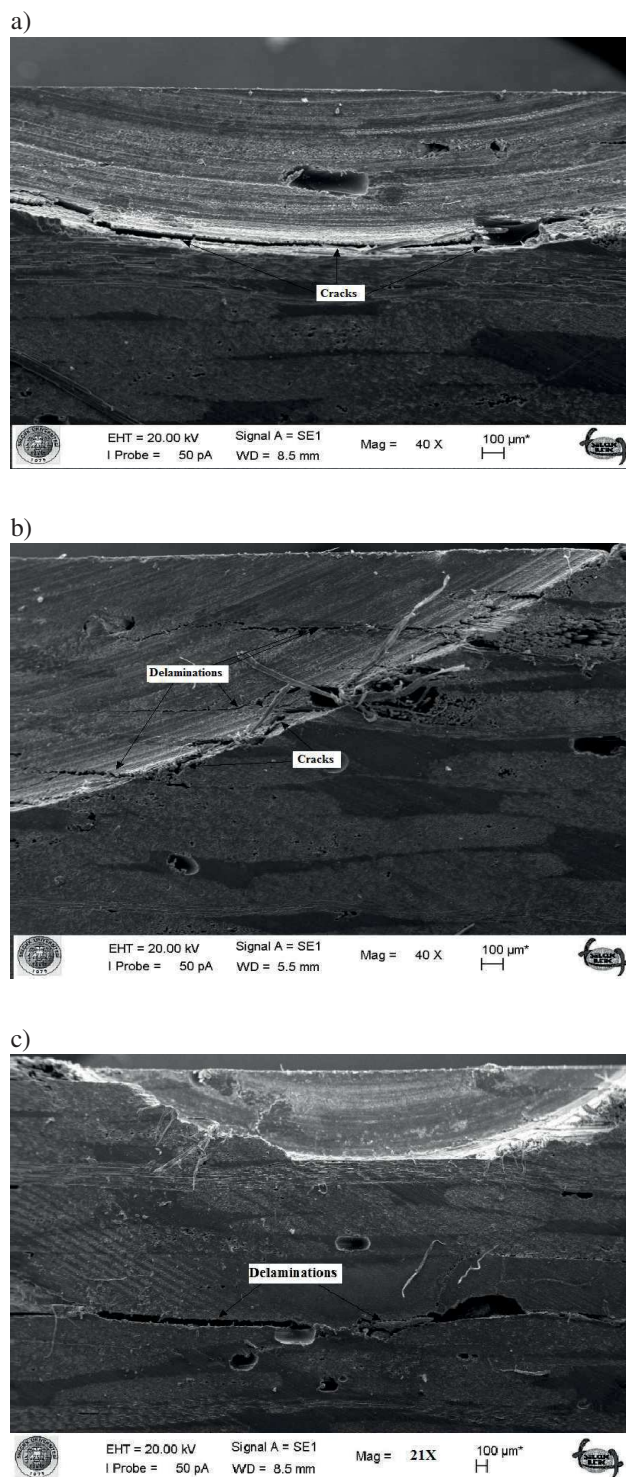 a)
Cracks
EHT = 20.00 kV Signal A = SE1 Mag = 40 X 100 µm*
I Probe = 50 pA WD = 8.5 mm
b)
Delaminations
Cracks
EHT = 20.00 kV Signal A = SE1 Mag = 40 X 100 µm*
I Probe = 50 pA WD = 5.5 mm
c)
Delaminations
EHT = 20.00 kV Signal A = SE1 Mag = 21X 100 µm*
I Probe = 50 pA WD = 8.5 mm